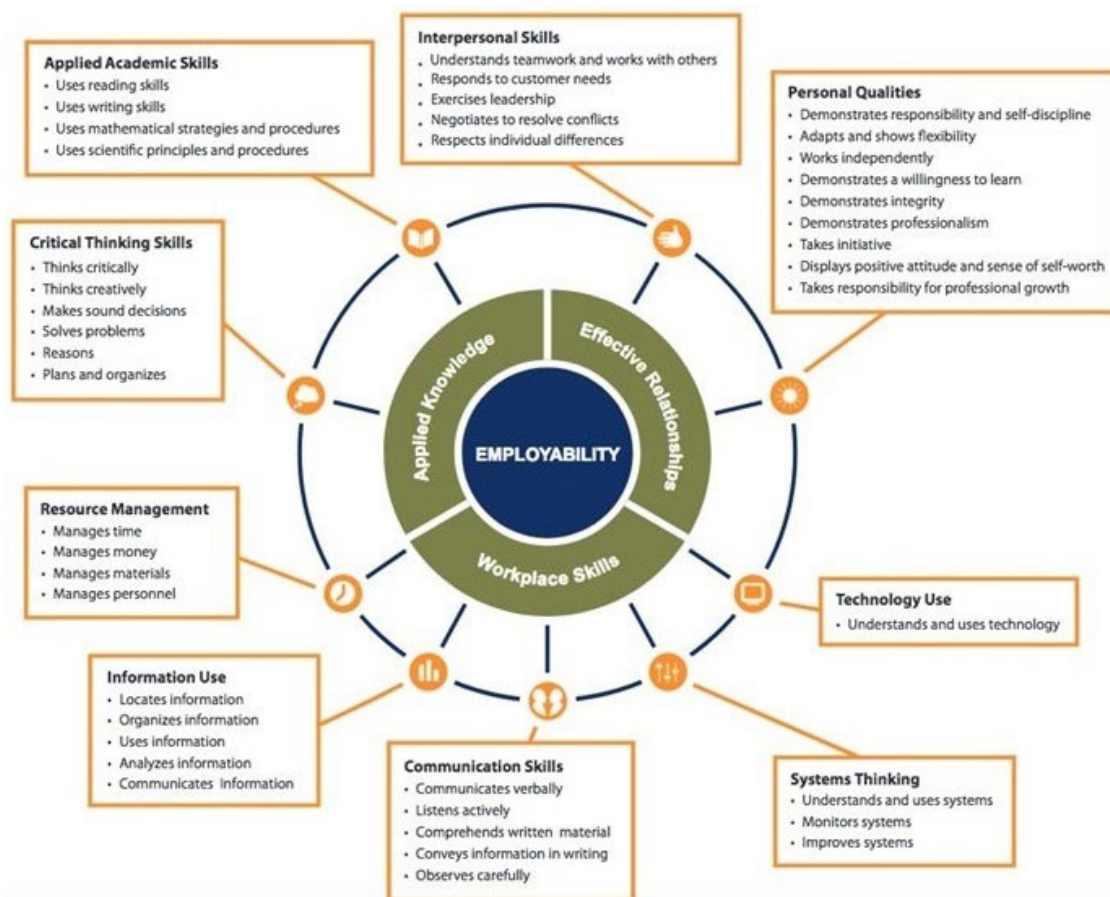 Applied Academic Skills
• Uses reading skills
• Uses writing skills
• Uses mathematical strategies and procedures
• Uses scientific principles and procedures
Interpersonal Skills
• Understands teamwork and works with others
• Responds to customer needs
• Exercises leadership
• Negotiates to resolve conflicts
• Respects individual differences
Personal Qualities
• Demonstrates responsibility and self-discipline
• Adapts and shows flexibility
• Works independently
• Demonstrates a willingness to learn
• Demonstrates integrity
• Demonstrates professionalism
• Takes initiative
• Displays positive attitude and sense of self-worth
• Takes responsibility for professional growth
Critical Thinking Skills
• Thinks critically
• Thinks creatively
• Makes sound decisions
• Solves problems
• Reasons
• Plans and organizes
Applied Knowledge
Effective Relationships
EMPLOYABILITY
Workplace Skills
Resource Management
• Manages time
• Manages money
• Manages materials
• Manages personnel
Technology Use
• Understands and uses technology
Information Use
• Locates information
• Organizes information
• Uses information
• Analyzes information
• Communicates Information
Communication Skills
• Communicates verbally
• Listens actively
• Comprehends written material
• Conveys information in writing
• Observes carefully
Systems Thinking
• Understands and uses systems
• Monitors systems
• Improves systems